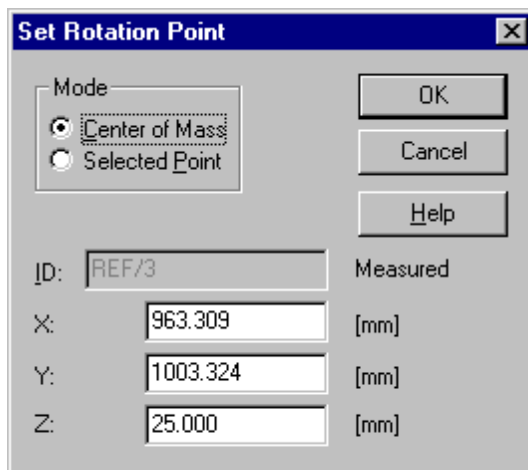 Set Rotation Point
Mode
Center of Mass
Selected Point
OK
Cancel
Help
ID: REF/3 Measured
X: 963.309 [mm]
Y: 1003.324 [mm]
Z: 25.000 [mm]